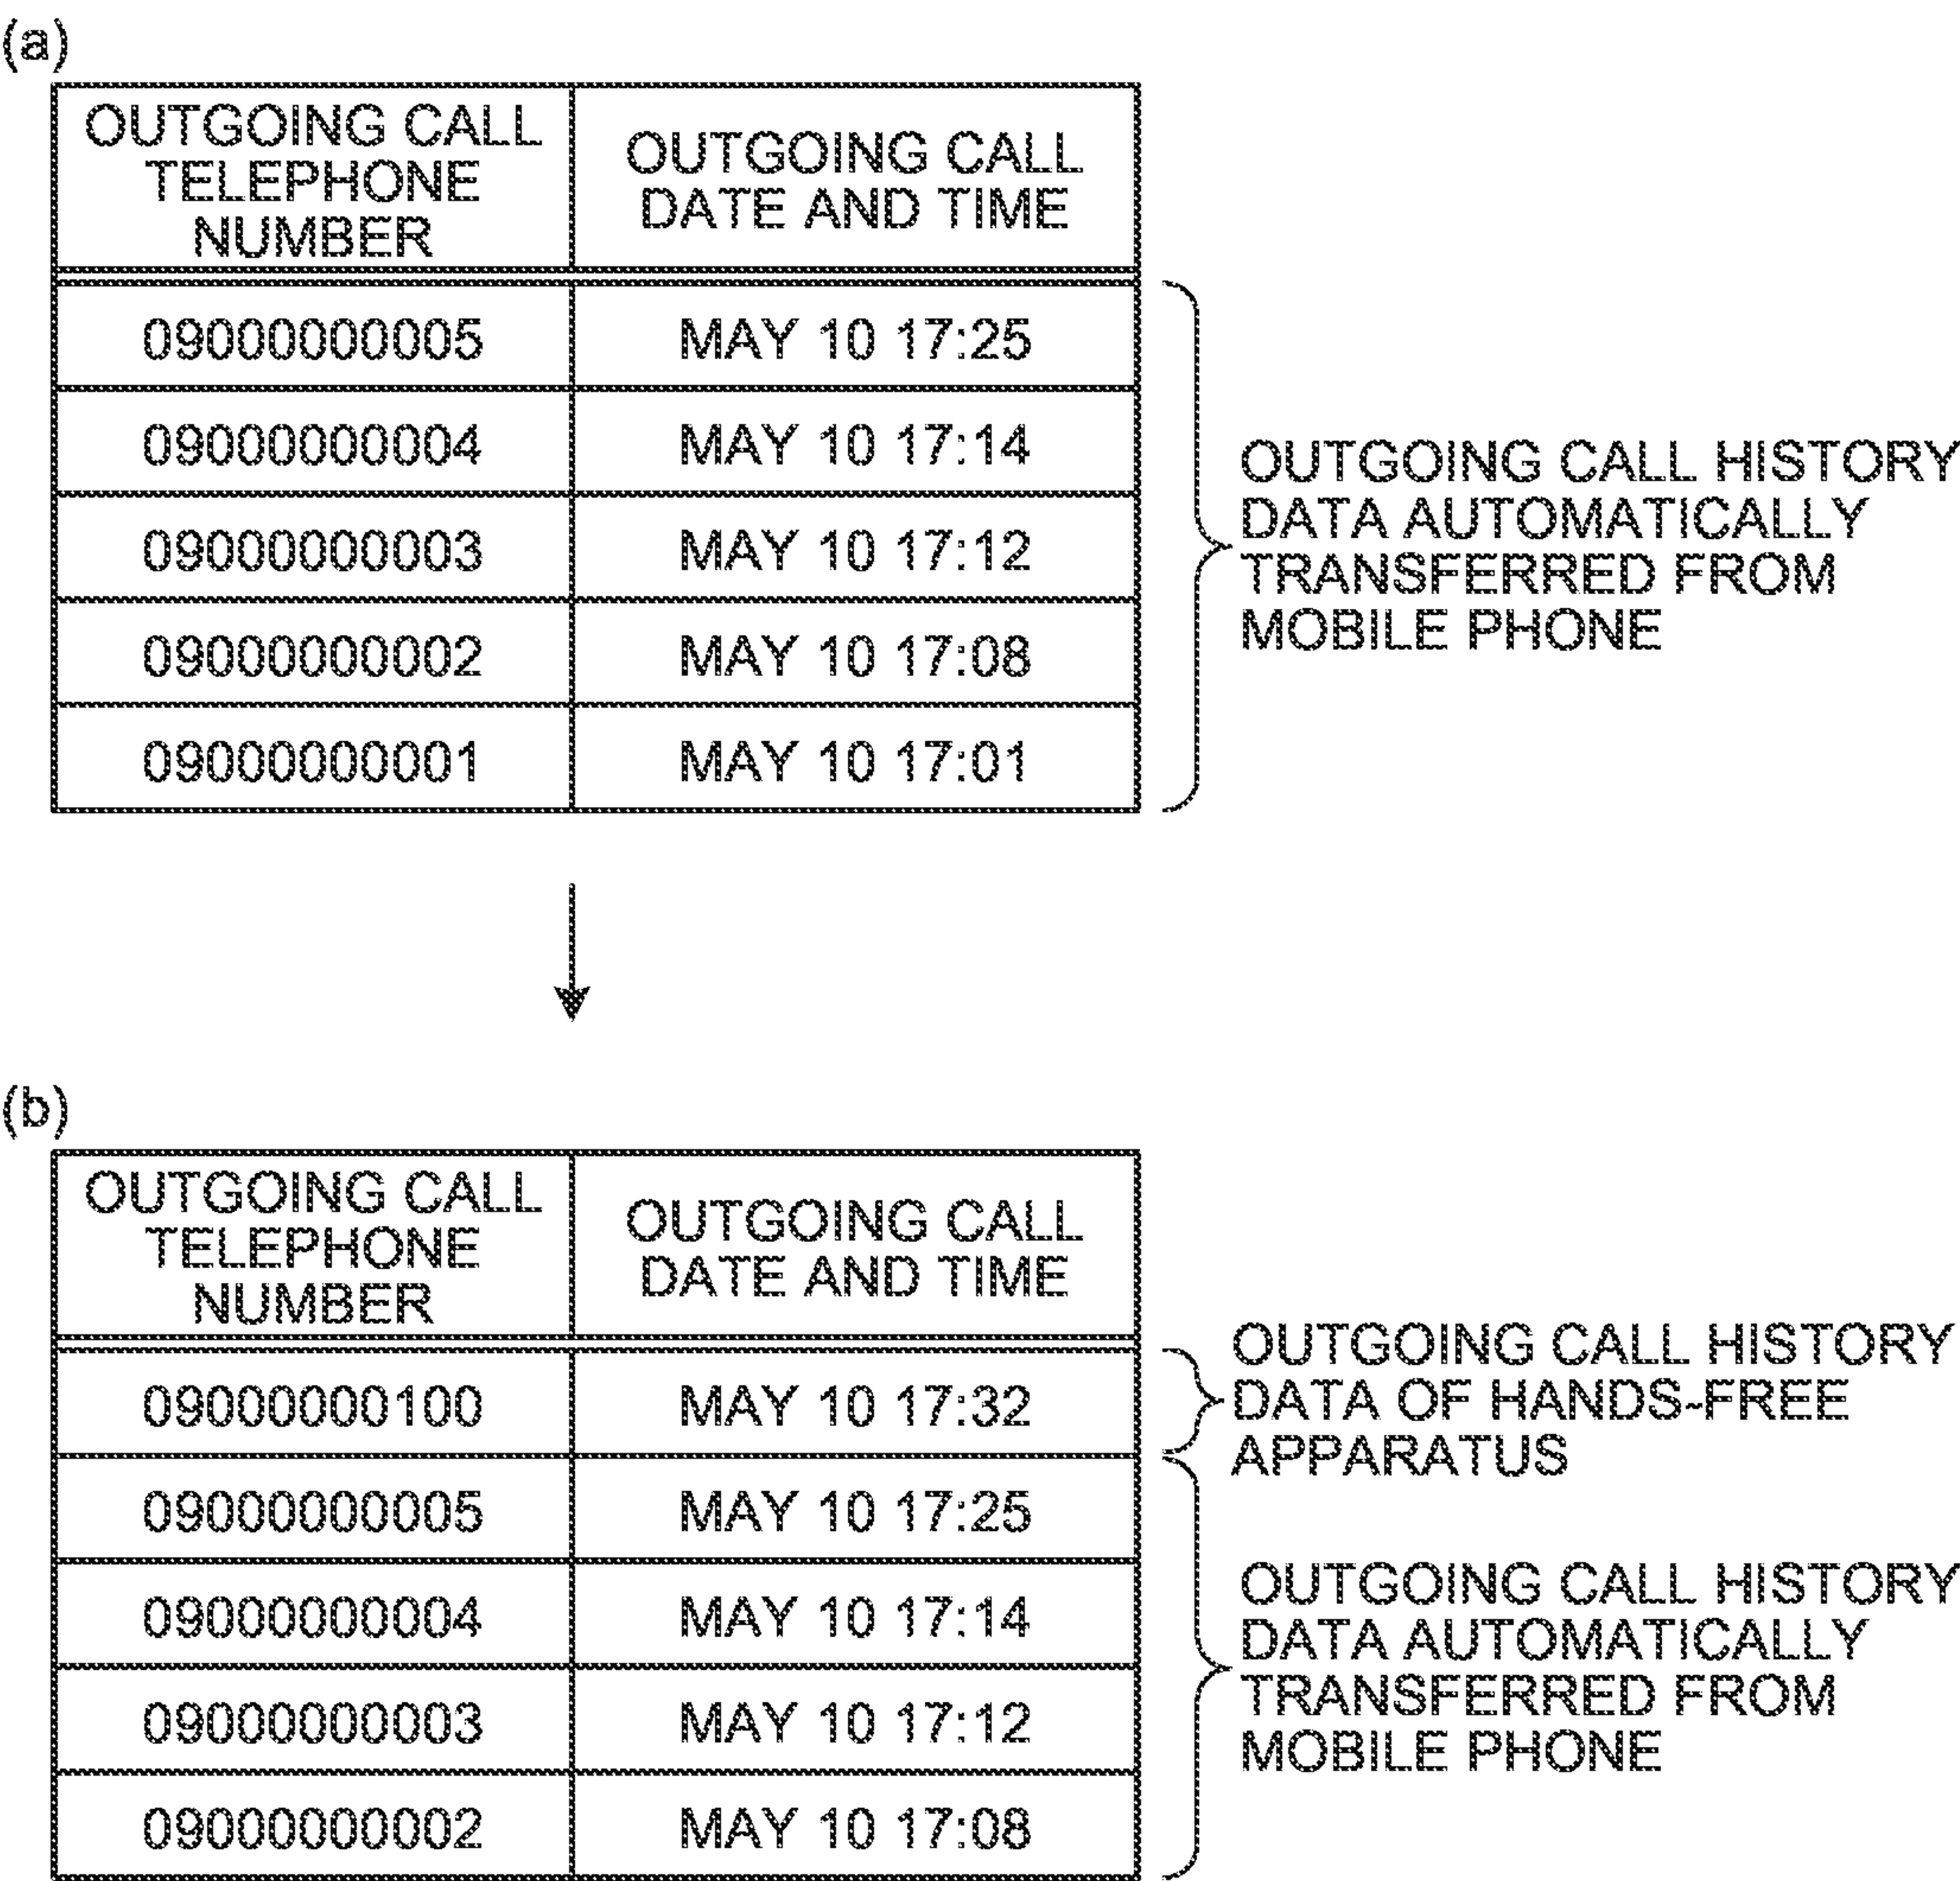 (a)
OUTGOING CALL
TELEPHONE
NUMBER
OUTGOING CALL
DATE AND TIME
09000000005
MAY 10 17:25
09000000004
MAY 10 17:14
09000000003
MAY 10 17:12
09000000002
MAY 10 17:08
09000000001
MAY 10 17:01
OUTGOING CALL HISTORY
DATA AUTOMATICALLY
TRANSFERRED FROM
MOBILE PHONE
(b)
OUTGOING CALL
TELEPHONE
NUMBER
OUTGOING CALL
DATE AND TIME
09000000100
MAY 10 17:32
09000000005
MAY 10 17:25
09000000004
MAY 10 17:14
09000000003
MAY 10 17:12
09000000002
MAY 10 17:08
OUTGOING CALL HISTORY
DATA OF HANDS-FREE
APPARATUS
OUTGOING CALL HISTORY
DATA AUTOMATICALLY
TRANSFERRED FROM
MOBILE PHONE